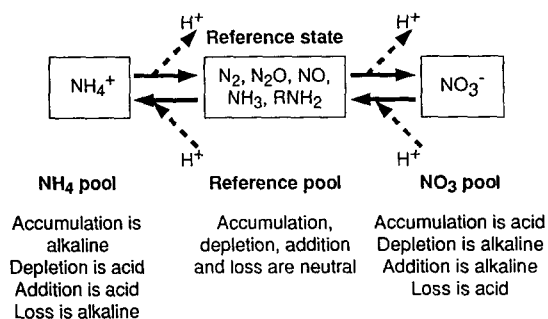 H⁺ H⁺
Reference state
NH₄⁺ N₂, N₂O, NO, NO₃⁻
NH₃, RNH₂
H⁺ H⁺
NH₄ pool Reference pool NO₃ pool
Accumulation is Accumulation, Accumulation is acid
alkaline depletion, addition Depletion is alkaline
Depletion is acid and loss are neutral Addition is alkaline
Addition is acid Loss is acid
Loss is alkaline